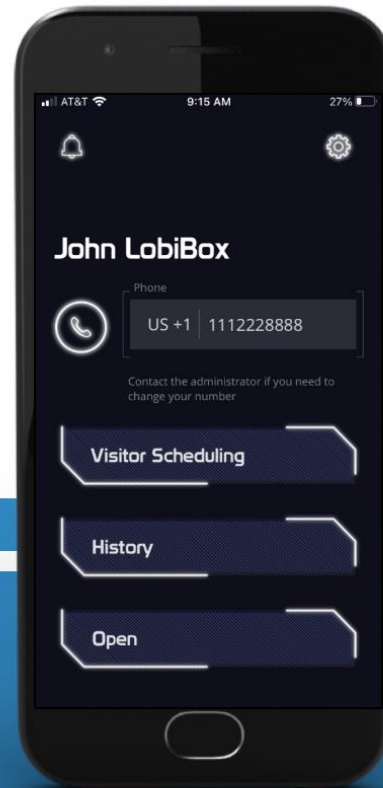 AT&T 9:15 AM 27%
John LobiBox
Phone
US +1 1112228888
Contact the administrator if you need to
change your number
Visitor Scheduling
History
Open